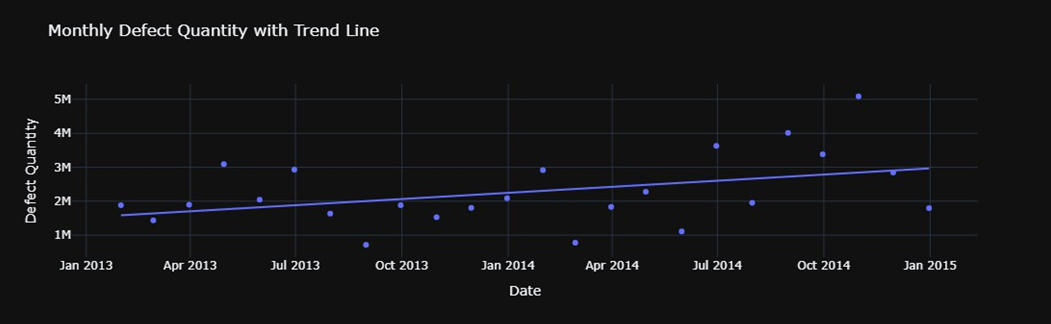 Monthly Defect Quantity with Trend Line
Defect Quantity
5M
4M
3M
2M
1M
Jan 2013 Apr 2013 Jul 2013 Oct 2013 Jan 2014 Apr 2014 Jul 2014 Oct 2014 Jan 2015
Date